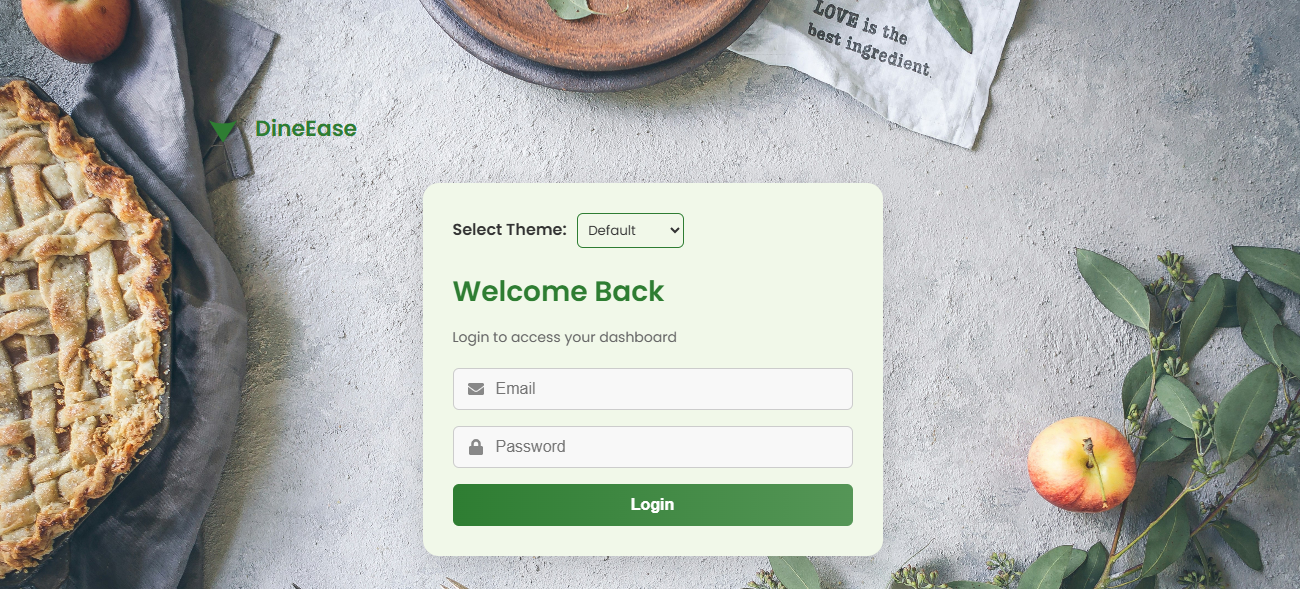 LOVE is the
best ingredient.
DineEase
Select Theme: Default
Welcome Back
Login to access your dashboard
Email
Password
Login